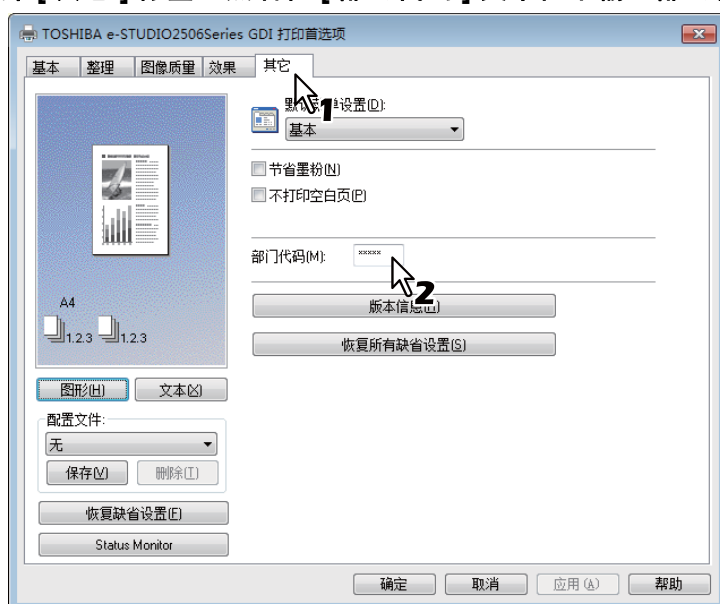 TOSHIBA e-STUDIO2506Series GDI 打印首选项
基本 整理 图像质量 效果 其它
1
设置(D):
基本
节省墨粉(N)
不打印空白页(P)
部门代码(M): xxxxx
2
版本信息
恢复所有缺省设置(S)
A4
1.2.3 1.2.3
图形(H) 文本(X)
配置文件:
无
保存(V) 删除(T)
恢复缺省设置(F)
Status Monitor
确定 取消 应用(A) 帮助